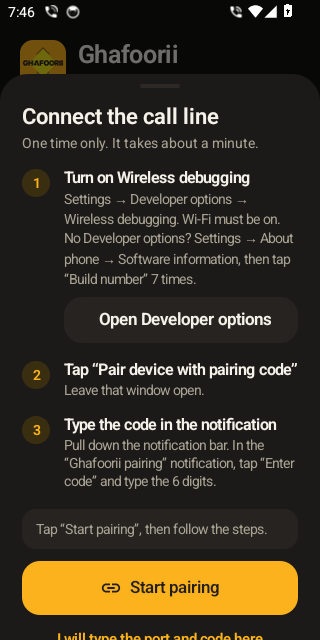 7:46
Ghafoorii
GHAFOORII
Connect the call line
One time only. It takes about a minute.
1
Turn on Wireless debugging
Settings → Developer options →
Wireless debugging. Wi-Fi must be on.
No Developer options? Settings → About
phone → Software information, then tap
“Build number” 7 times.
Open Developer options
2
Tap “Pair device with pairing code”
Leave that window open.
3
Type the code in the notification
Pull down the notification bar. In the
“Ghafoorii pairing” notification, tap “Enter
code” and type the 6 digits.
Tap “Start pairing”, then follow the steps.
Start pairing
I will type the port and code here